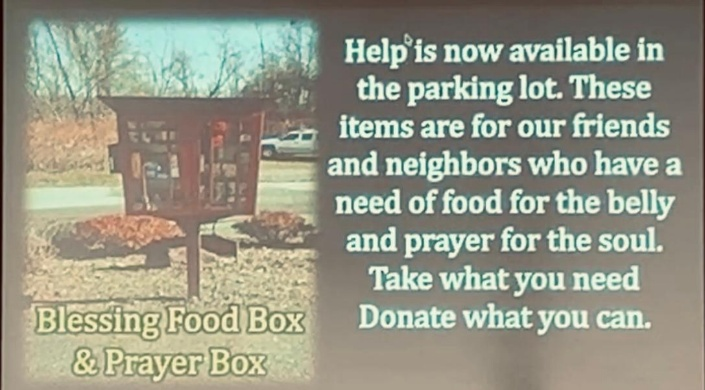 Help is now available in
the parking lot. These
items are for our friends
and neighbors who have a
need of food for the belly
and prayer for the soul.
Take what you need
Donate what you can.
Blessing Food Box
& Prayer Box